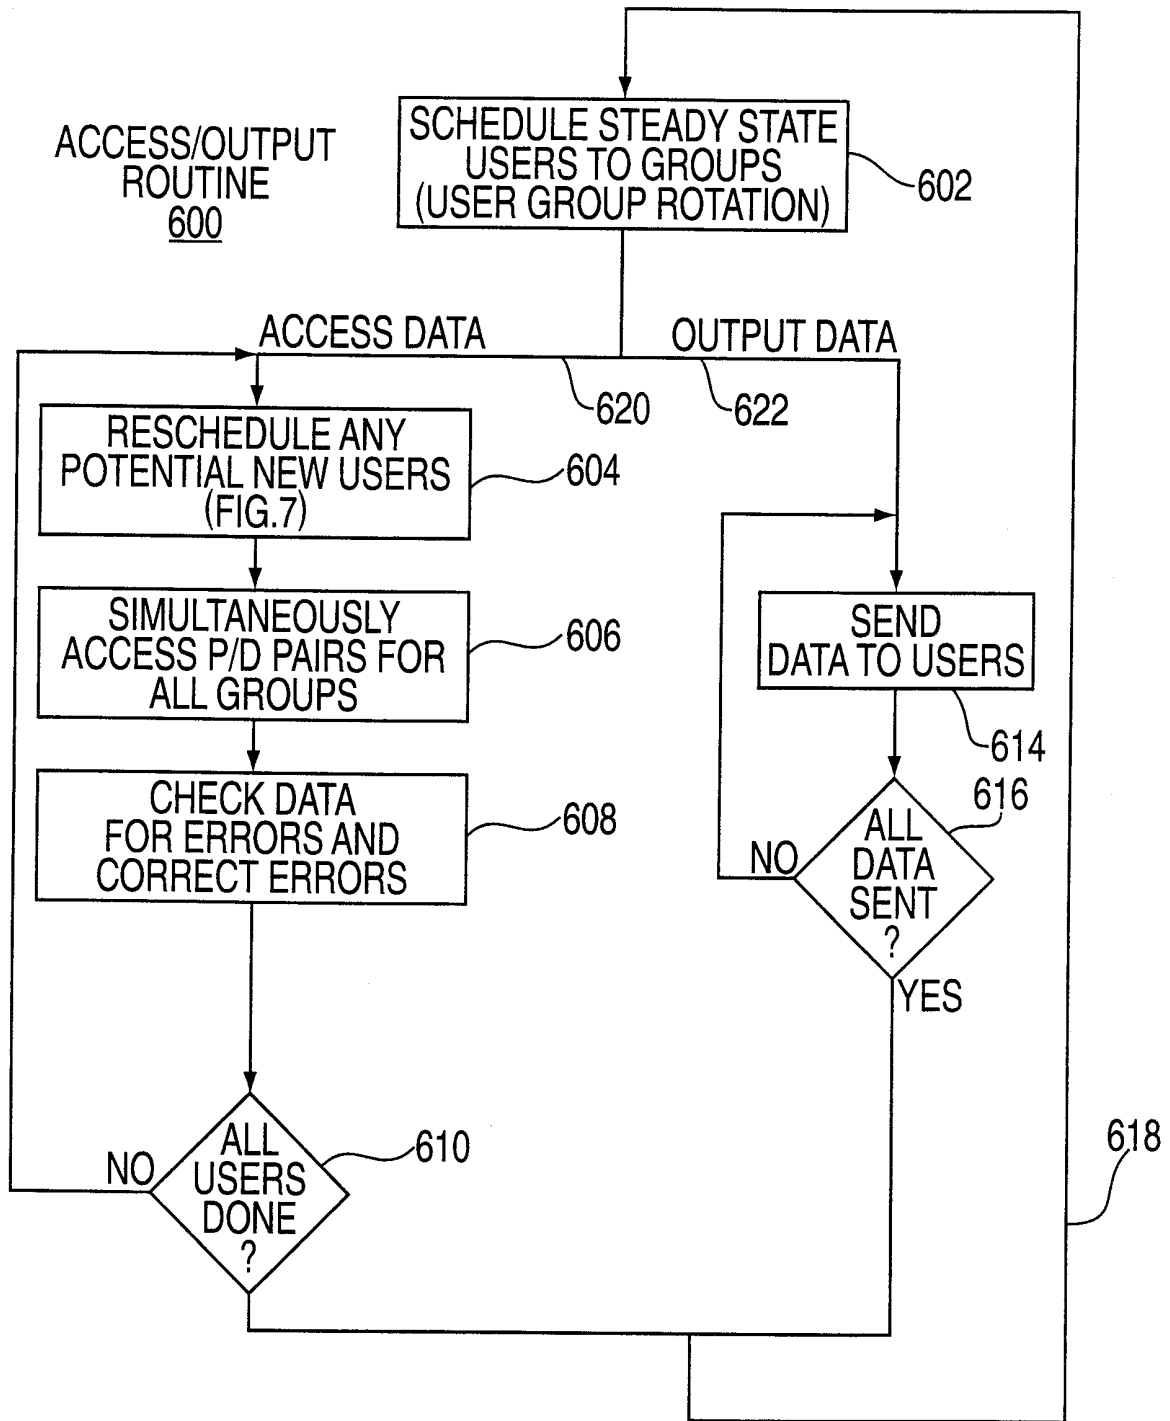 ACCESS/OUTPUT
ROUTINE
600
SCHEDULE STEADY STATE
USERS TO GROUPS
(USER GROUP ROTATION)
602
ACCESS DATA
OUTPUT DATA
620
622
RESCHEDULE ANY
POTENTIAL NEW USERS
(FIG.7)
604
SIMULTANEOUSLY
ACCESS P/D PAIRS FOR
ALL GROUPS
606
SEND
DATA TO USERS
614
CHECK DATA
FOR ERRORS AND
CORRECT ERRORS
608
616
ALL
DATA
SENT
?
NO
YES
ALL
USERS
DONE
?
NO
610
618